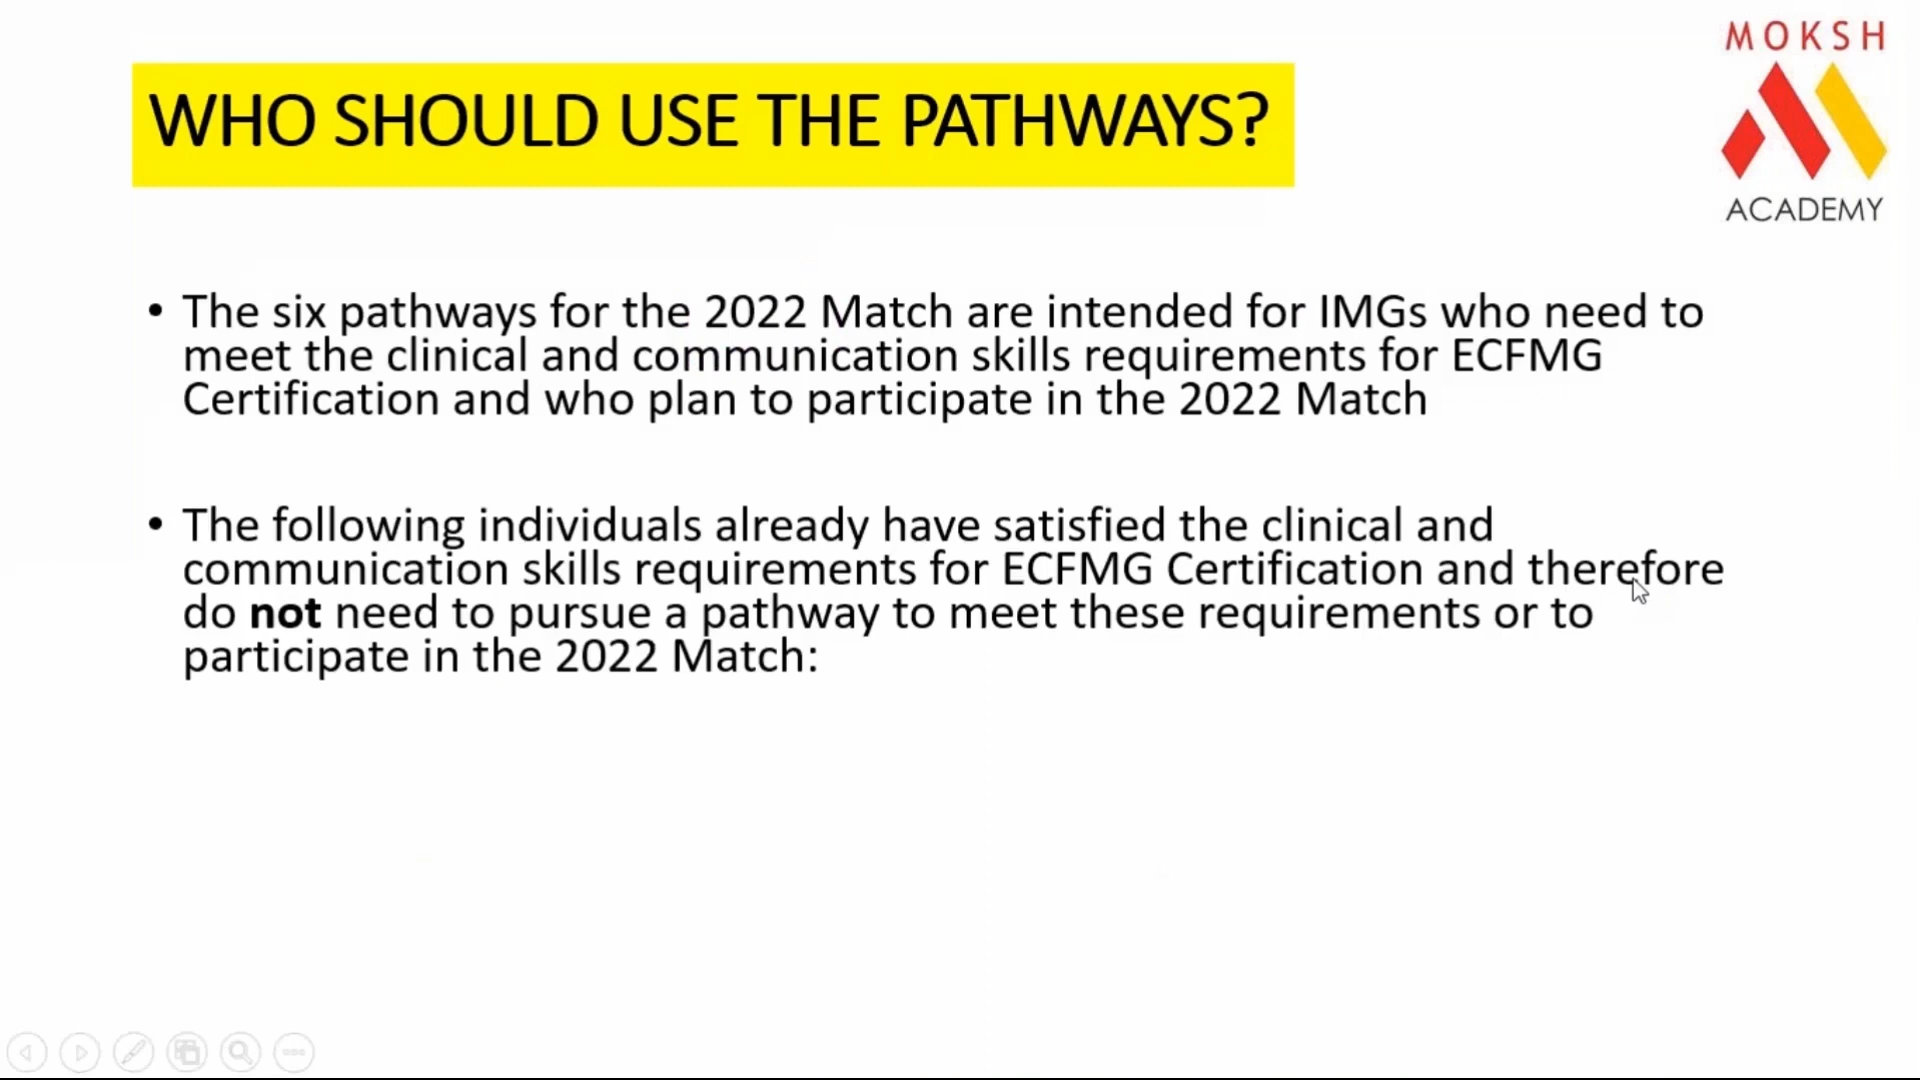 MOKSH
ACADEMY
WHO SHOULD USE THE PATHWAYS?
• The six pathways for the 2022 Match are intended for IMGs who need to
meet the clinical and communication skills requirements for ECFMG
Certification and who plan to participate in the 2022 Match
• The following individuals already have satisfied the clinical and
communication skills requirements for ECFMG Certification and therefore
do not need to pursue a pathway to meet these requirements or to
participate in the 2022 Match: